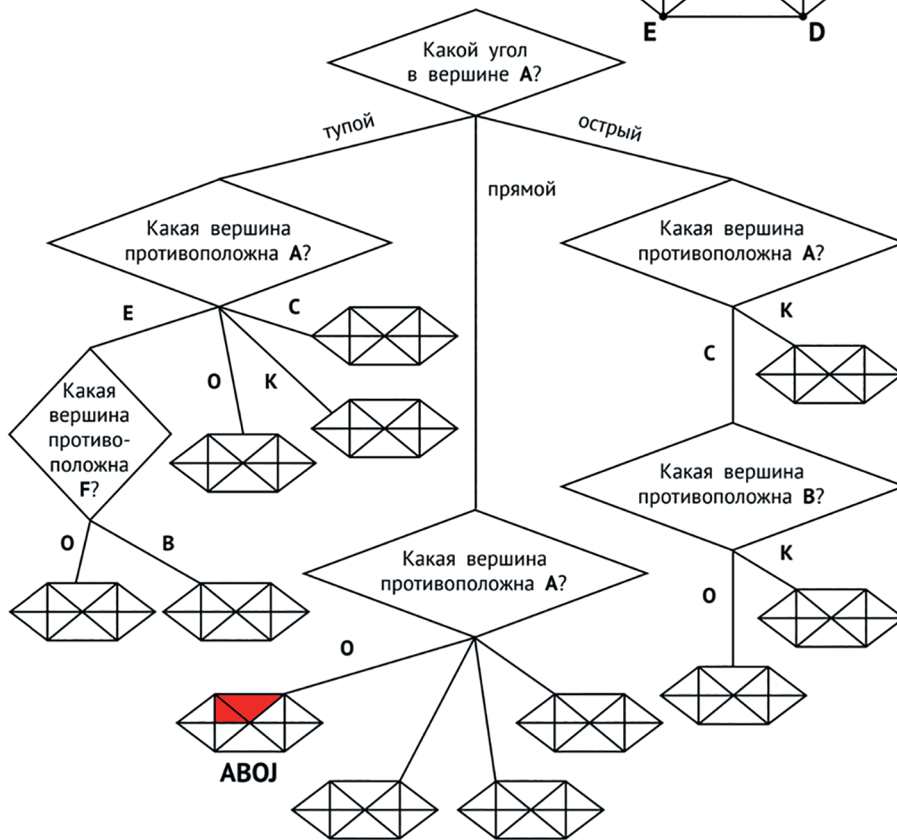 E D
Какой угол
в вершине A?
тупой
острый
прямой
Какая вершина
противоположна A?
Какая вершина
противоположна A?
E
C
O
K
K
C
Какая
вершина
противо-
положна
F?
Какая вершина
противоположна B?
O
B
Какая вершина
противоположна A?
K
O
O
ABOJ